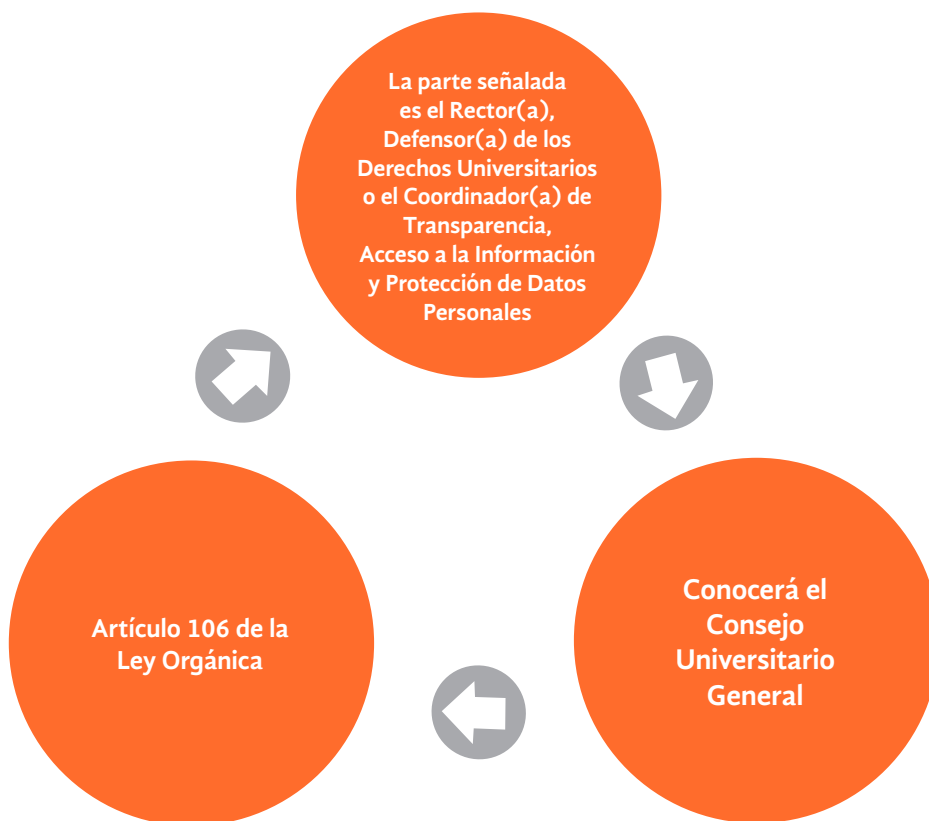 La parte señalada
es el Rector(a),
Defensor(a) de los
Derechos Universitarios
o el Coordinador(a) de
Transparencia,
Acceso a la Información
y Protección de Datos
Personales
Conocerá el
Consejo
Universitario
General
Artículo 106 de la
Ley Orgánica